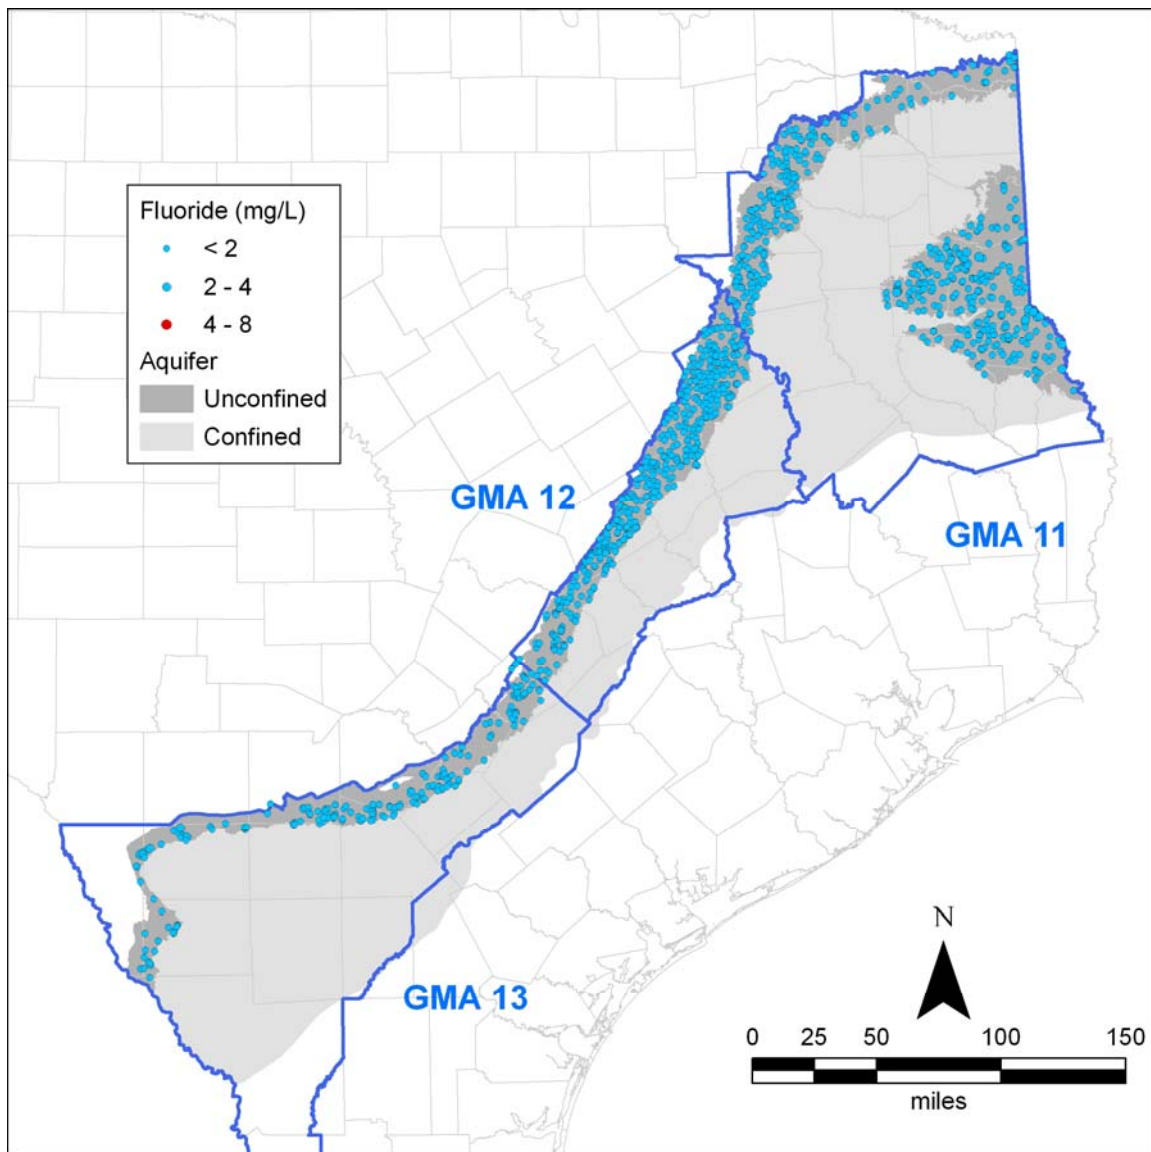 Fluoride (mg/L)
< 2
2 - 4
4 - 8
Aquifer
Unconfined
Confined
GMA 12
GMA 11
GMA 13
N
0 25 50 100 150
miles